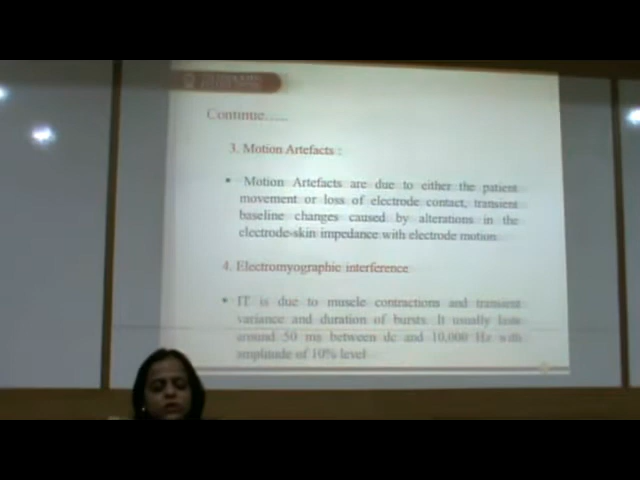 Continue.....
3. Motion Artefacts :
• Motion Artefacts are due to either the patient
movement or loss of electrode contact, transient
baseline changes caused by alterations in the
electrode-skin impedance with electrode motion
4. Electromyographic interference
• IT is due to muscle contractions and transient
variance and duration of bursts. It usually lasts
around 50 ms between dc and 10,000 Hz with
amplitude of 10% level